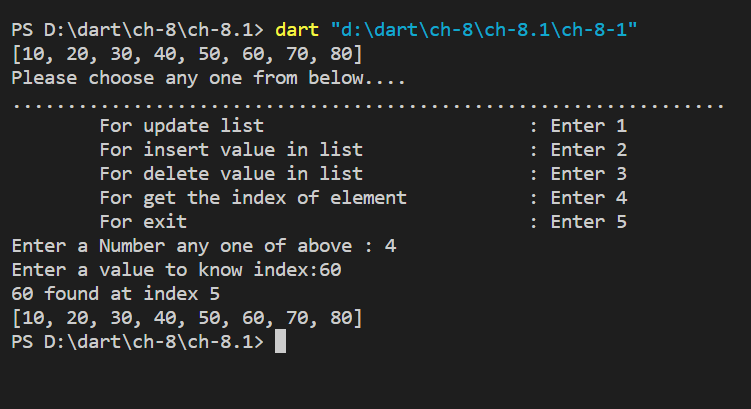 PS D:\dart\ch-8\ch-8.1> dart "d:\dart\ch-8\ch-8.1\ch-8-1"
[10, 20, 30, 40, 50, 60, 70, 80]
Please choose any one from below....
.................................................................
For update list : Enter 1
For insert value in list : Enter 2
For delete value in list : Enter 3
For get the index of element : Enter 4
For exit : Enter 5
Enter a Number any one of above : 4
Enter a value to know index:60
60 found at index 5
[10, 20, 30, 40, 50, 60, 70, 80]
PS D:\dart\ch-8\ch-8.1>